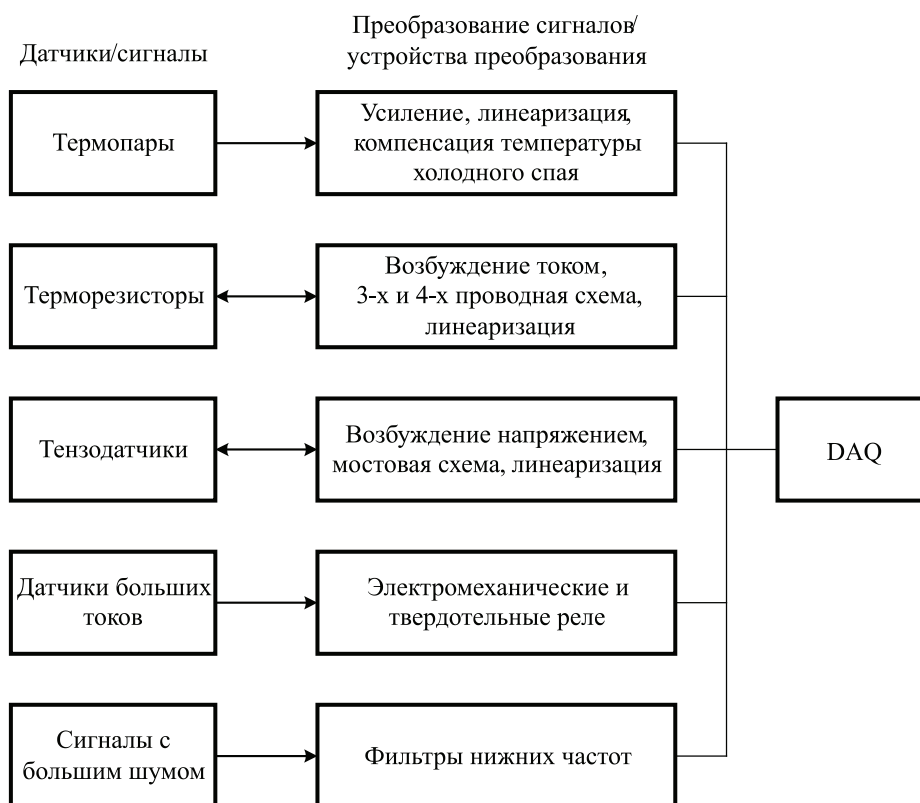 Датчики/сигналы
Преобразование сигналов/
устройства преобразования
Термопары
Усиление, линеаризация,
компенсация температуры
холодного спая
Терморезисторы
Возбуждение током,
3-х и 4-х проводная схема,
линеаризация
Тензодатчики
Возбуждение напряжением,
мостовая схема, линеаризация
DAQ
Датчики больших
токов
Электромеханические и
твердотельные реле
Сигналы с
большим шумом
Фильтры нижних частот